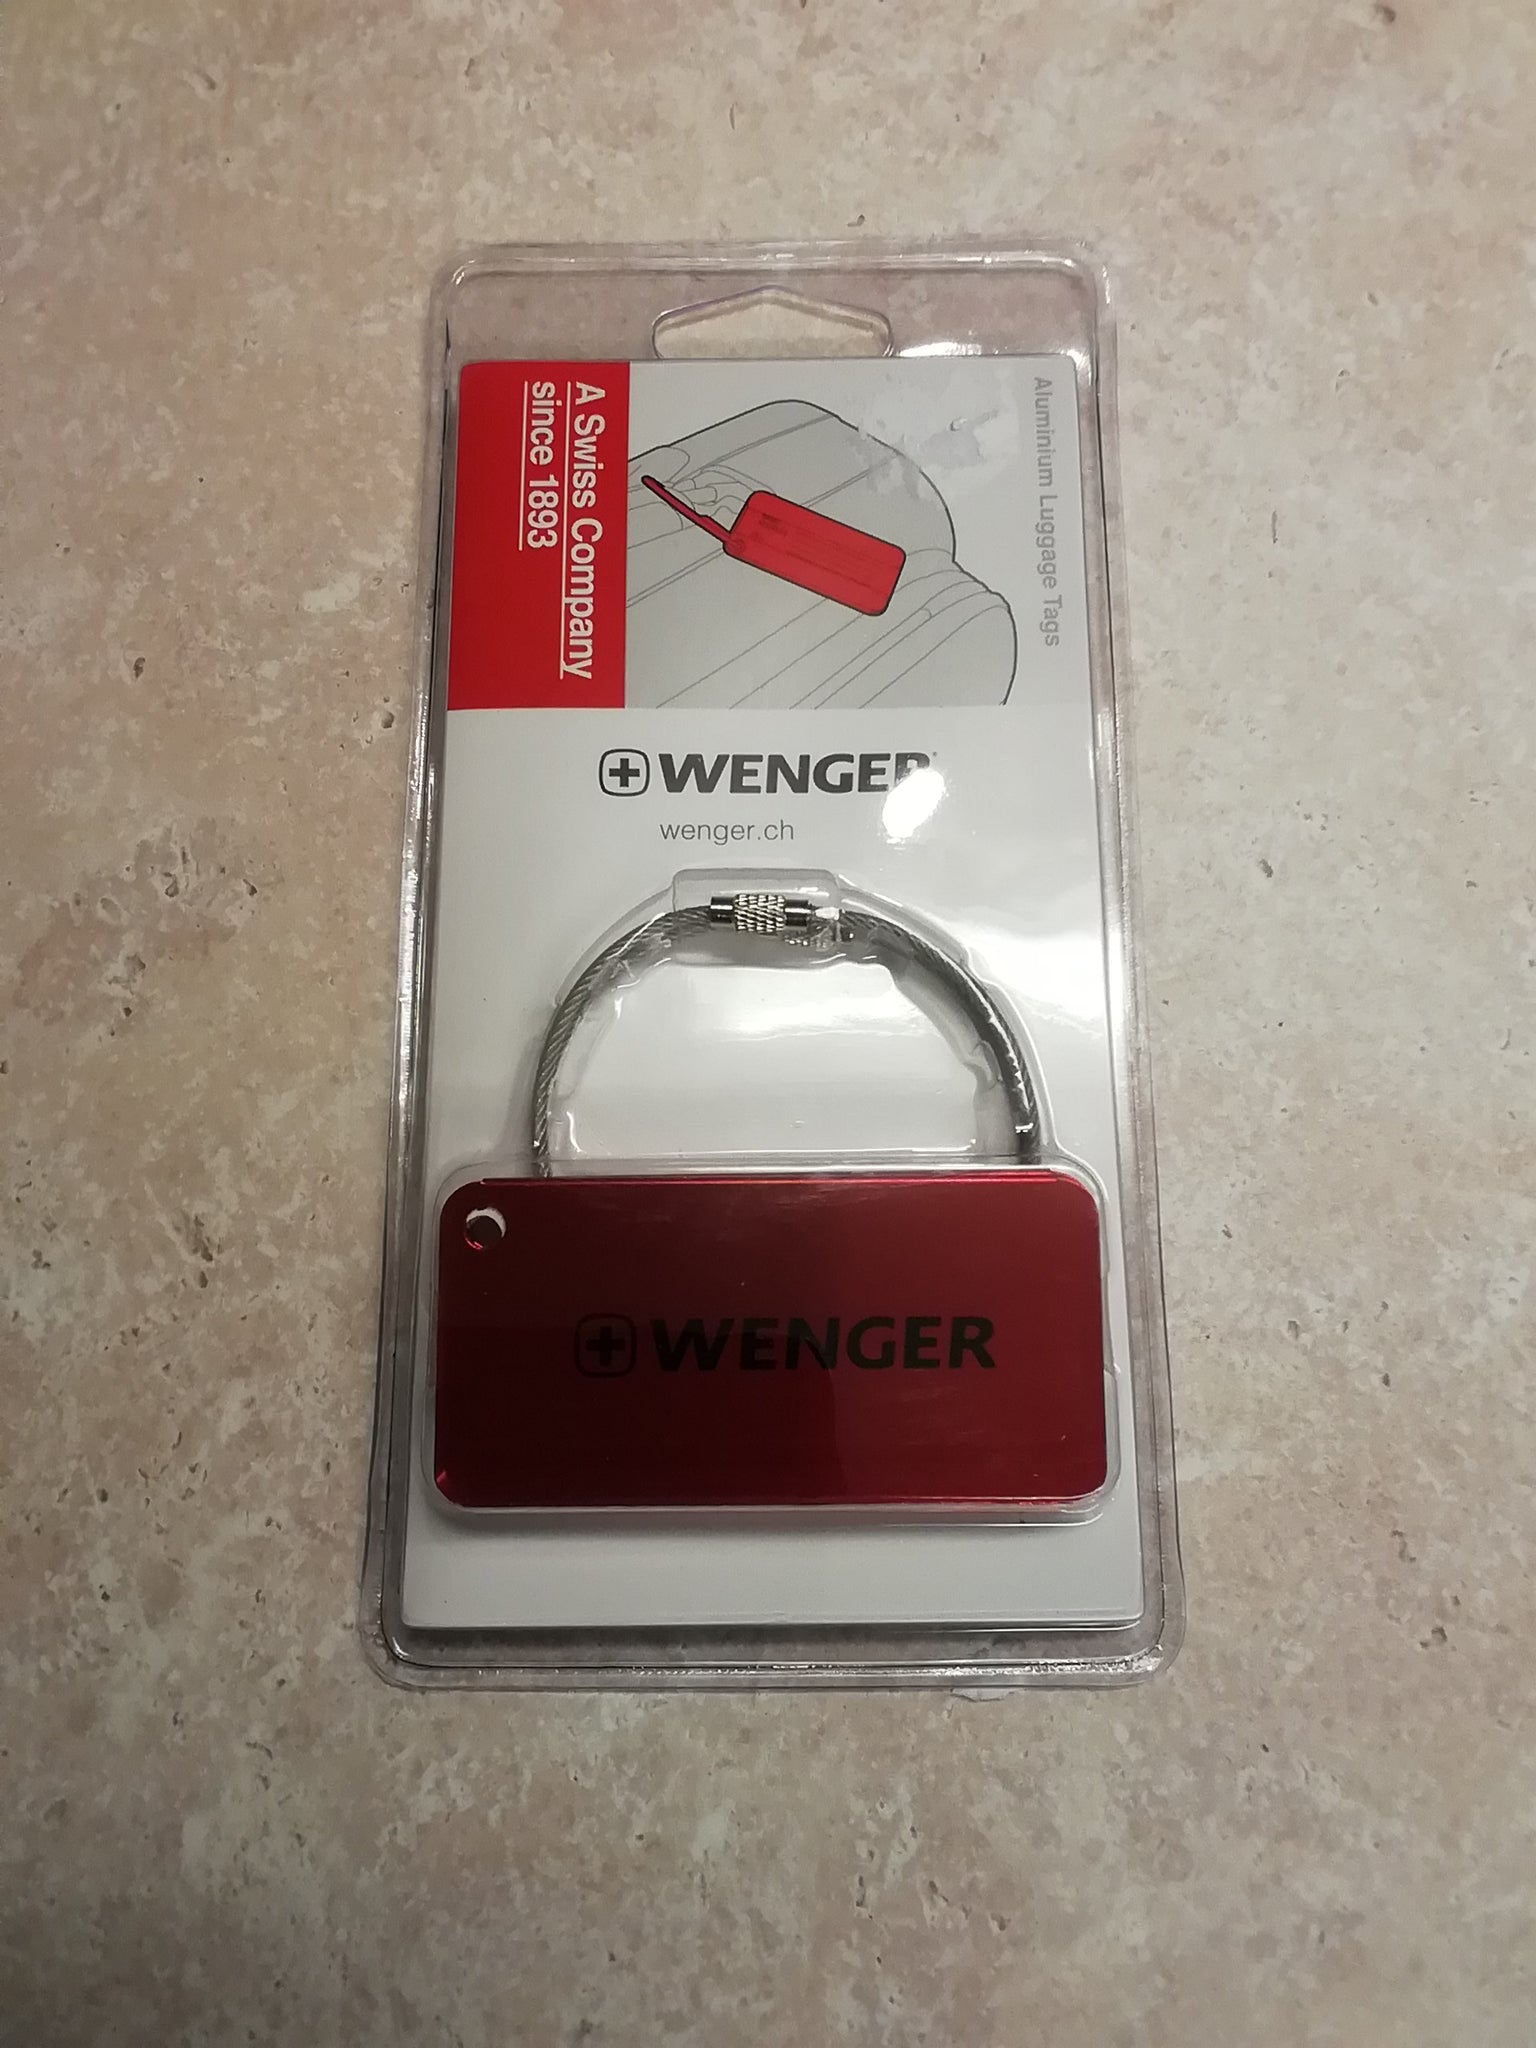 Aluminium Luggage Tags
A Swiss Company
since 1893
WENGER
wenger.ch
WENGER